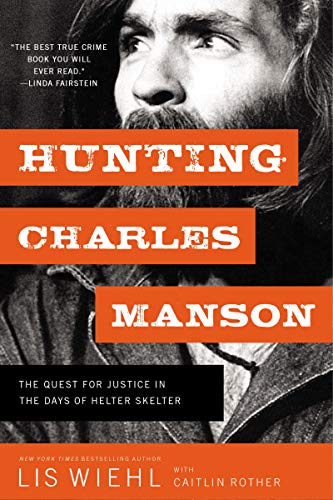 "THE BEST TRUE CRIME
BOOK YOU WILL
EVER READ."
—LINDA FAIRSTEIN
HUNTING
CHARLES
MANSON
THE QUEST FOR JUSTICE IN
THE DAYS OF HELTER SKELTER
NEW YORK TIMES BESTSELLING AUTHOR
LIS WIEHL WITH
CAITLIN ROTHER